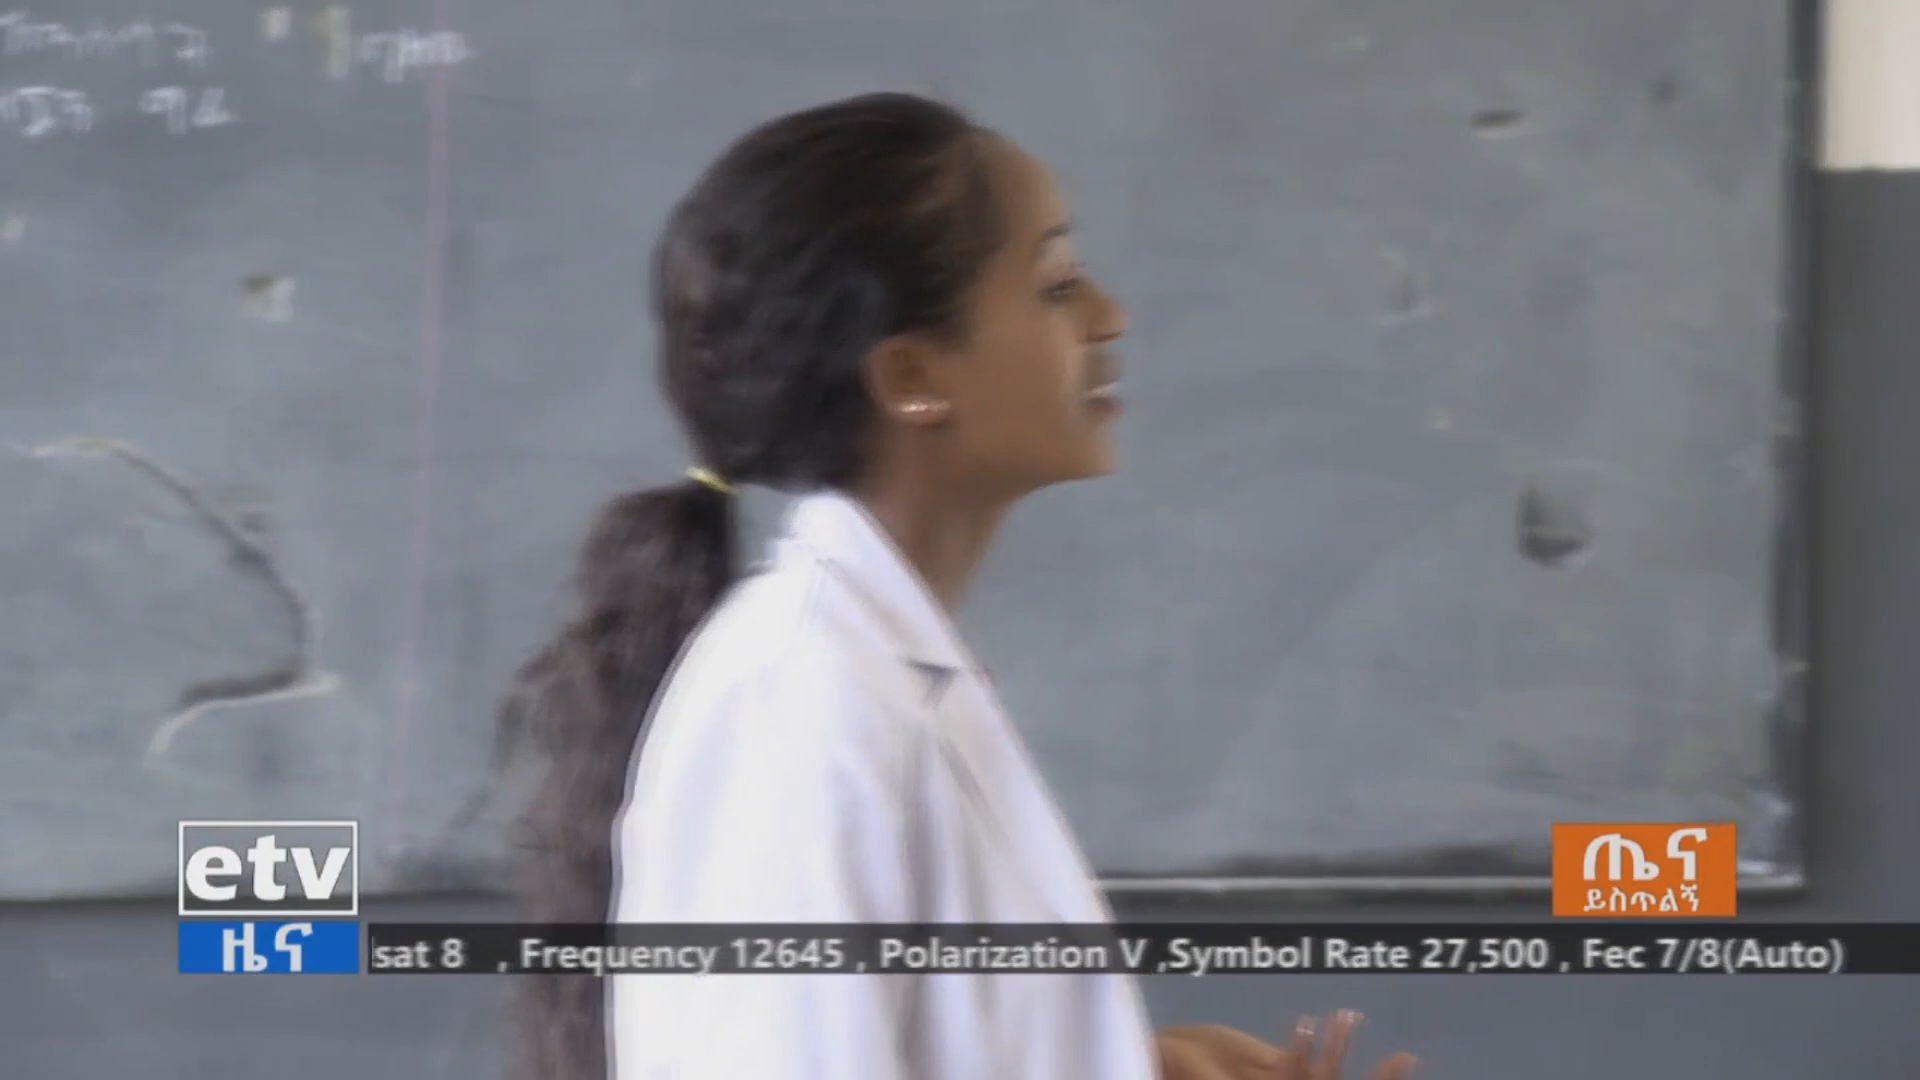 etv
ዜና
ጤና
ይስጥልኝ
sat 8 , Frequency 12645 , Polarization V ,Symbol Rate 27,500 , Fec 7/8(Auto)